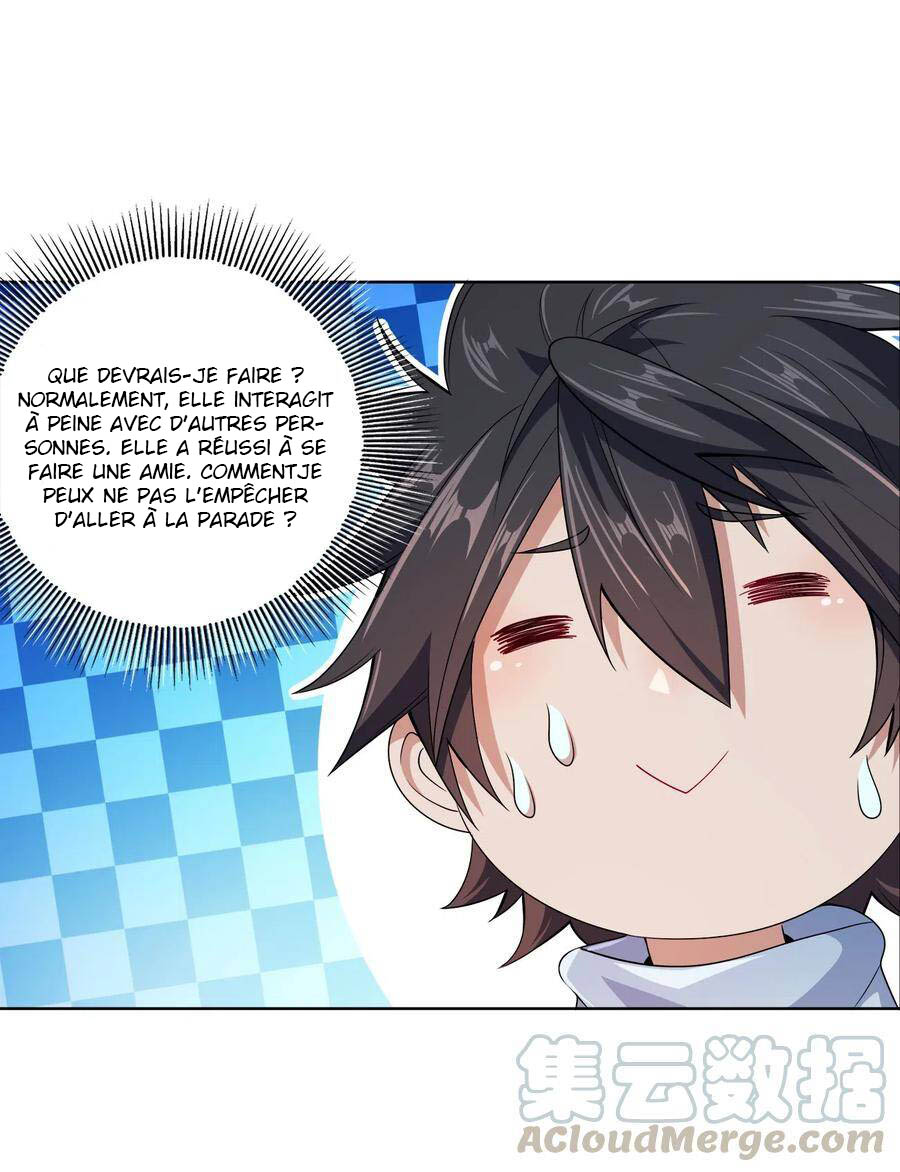 QUE DEVRAIS-JE FAIRE ?
NORMALEMENT, ELLE INTERAGIT
À PEINE AVEC D'AUTRES PER-
SONNES. ELLE A RÉUSSI À SE
FAIRE UNE AMIE. COMMENTJE
PEUX NE PAS L'EMPÊCHER
D'ALLER À LA PARADE ?
集云数据
ACloudMerge.com